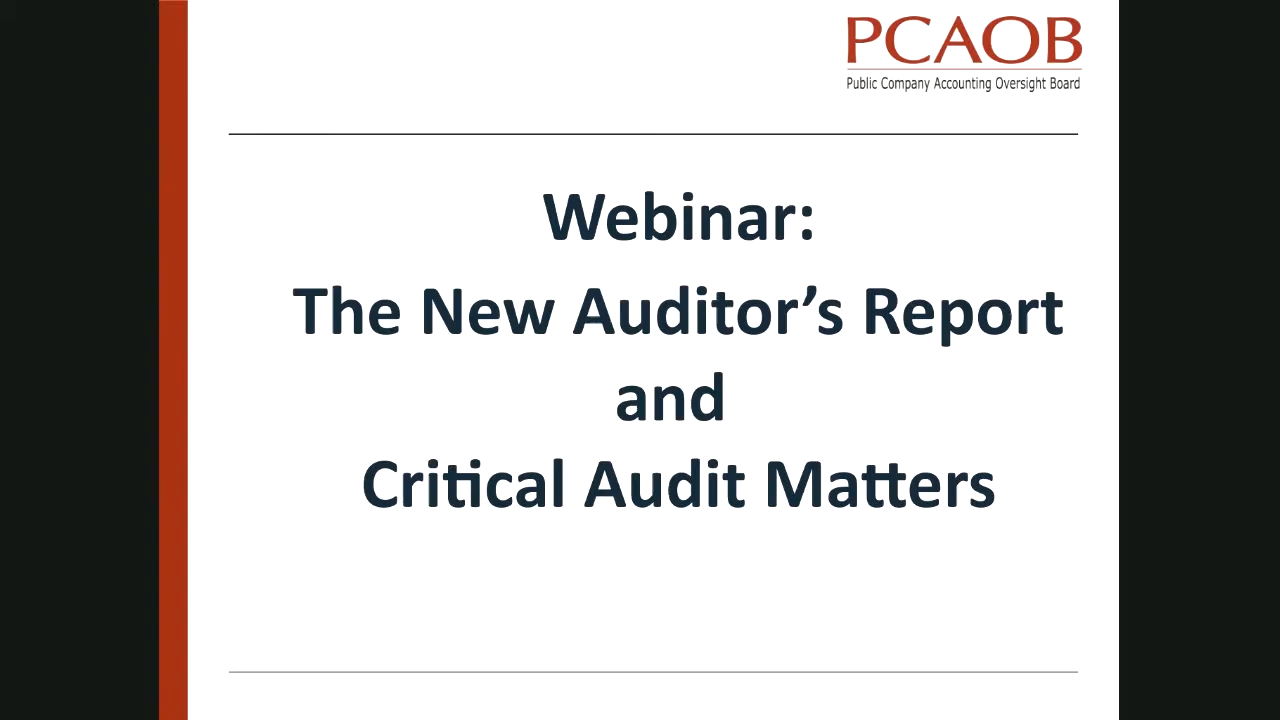 PCAOB
Public Company Accounting Oversight Board
Webinar:
The New Auditor’s Report
and
Critical Audit Matters